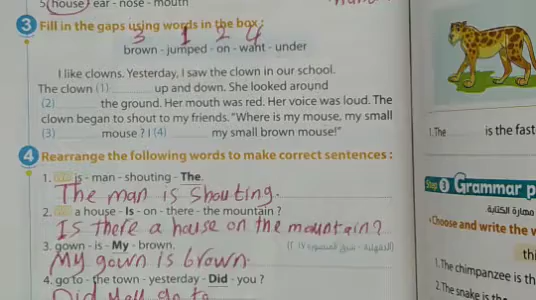 5. house - ear - nose - mouth
3 Fill in the gaps using words in the box :
3 1 2 4
brown - jumped - on - want - under
I like clowns. Yesterday, I saw the clown in our school.
The clown (1) up and down. She looked around
(2) the ground. Her mouth was red. Her voice was loud. The
clown began to shout to my friends. "Where is my mouse, my small
(3) mouse ? I (4) my small brown mouse!"
4 Rearrange the following words to make correct sentences :
1. is - man - shouting - The.
The man is shouting.
2. a house - Is - on - there - the mountain ?
Is there a house on the mountain?
3. gown - is - My - brown.
My gown is brown.
4. go to - the town - yesterday - Did - you ?
Did you go to
1. The is the fast
Step 3 Grammar p
Choose and write the
1. The chimpanzee is th
2. The snake is the